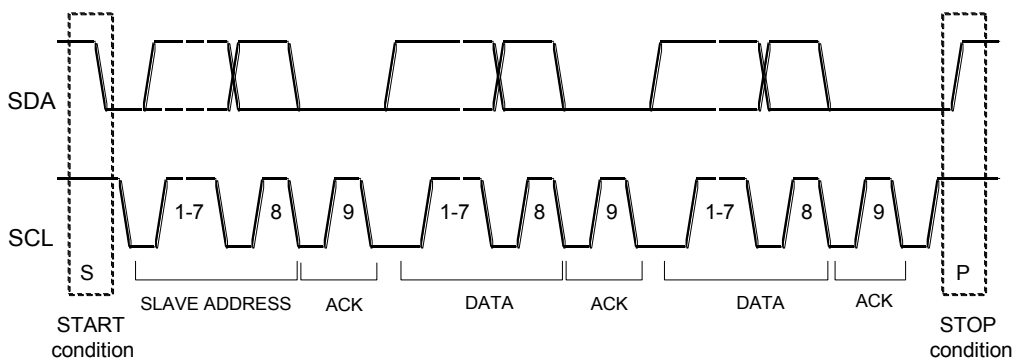 SDA
1-7 8 9 1-7 8 9 1-7 8 9
SCL
S P
SLAVE ADDRESS ACK DATA ACK DATA ACK
START
condition
STOP
condition